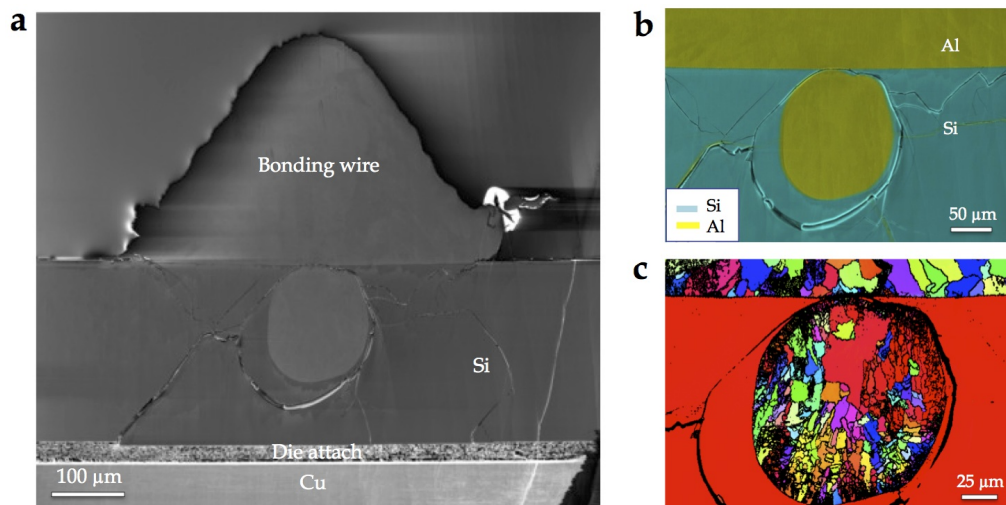 a
Bonding wire
Si
Die attach
100 µm
Cu
b
Al
Si
Si
Al
50 µm
c
25 µm